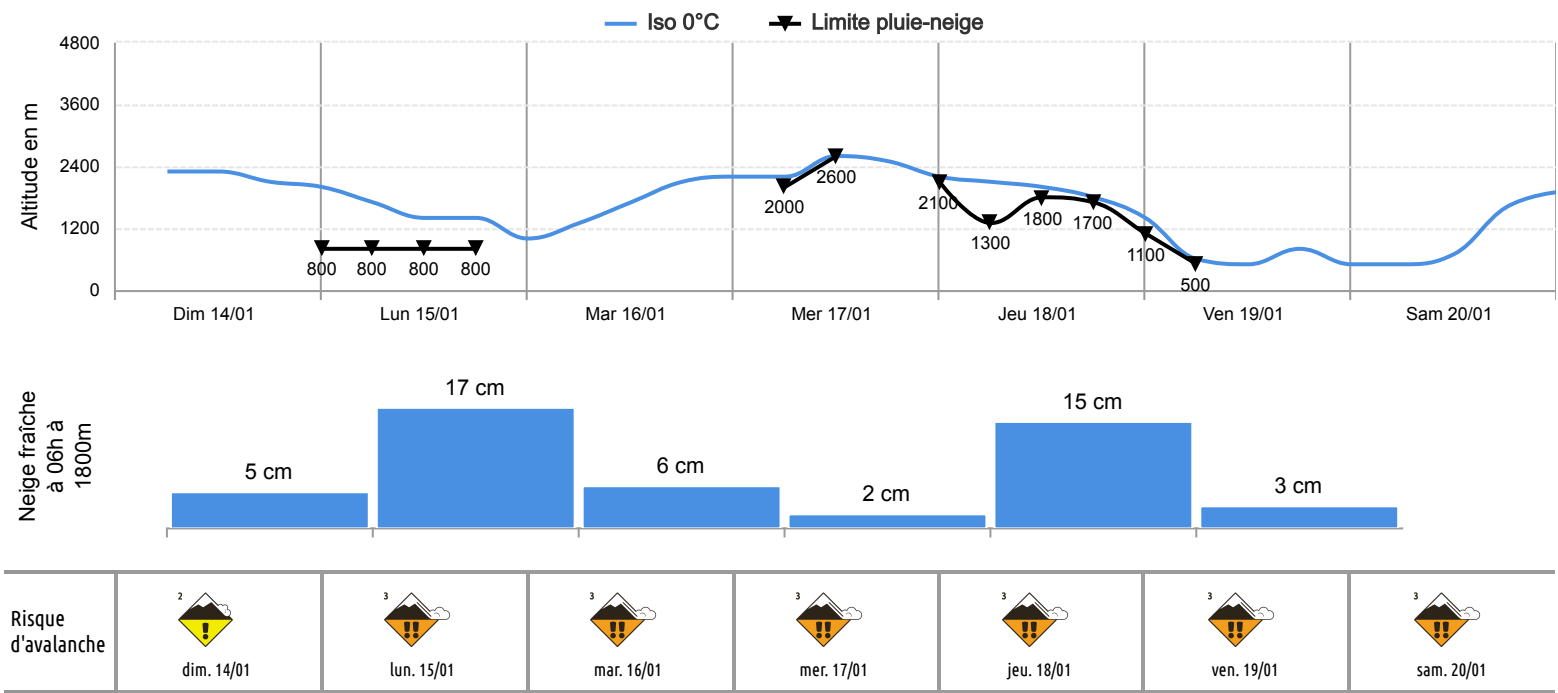 Iso 0°C
Limite pluie-neige
Altitude en m
4800
3600
2400
1200
0
800
800
800
800
2000
2600
2100
1300
1800
1700
1100
500
Dim 14/01
Lun 15/01
Mar 16/01
Mer 17/01
Jeu 18/01
Ven 19/01
Sam 20/01
Neige fraîche
à 06h à
1800m
5 cm
17 cm
6 cm
2 cm
15 cm
3 cm
Risque
d'avalanche
2
!
dim. 14/01
3
!!
lun. 15/01
3
!!
mar. 16/01
3
!!
mer. 17/01
3
!!
jeu. 18/01
3
!!
ven. 19/01
3
!!
sam. 20/01